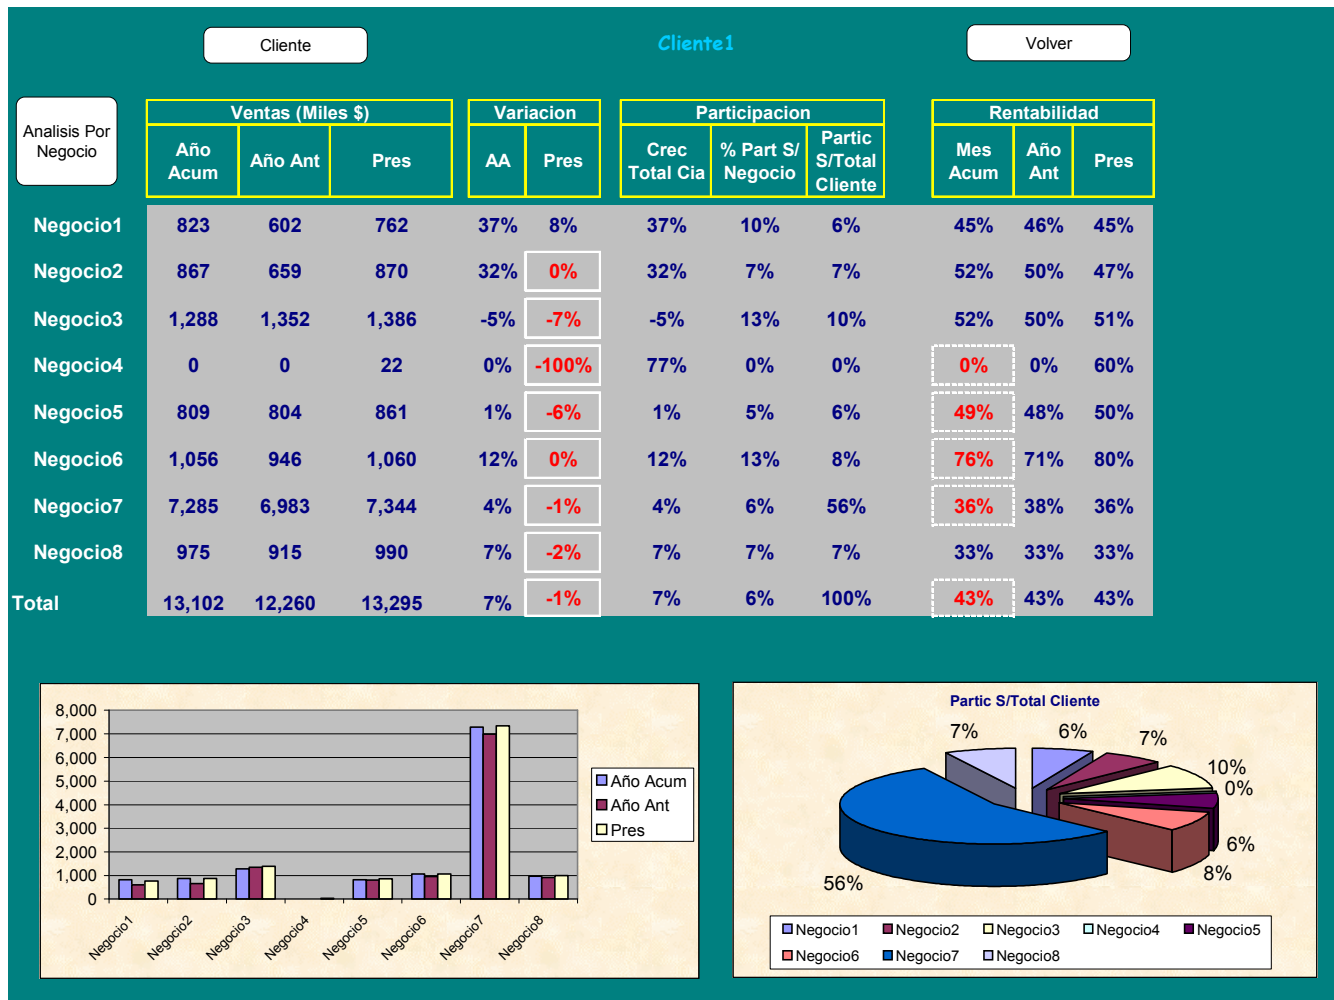 Cliente
Cliente1
Volver
Analisis Por
Negocio
Ventas (Miles $)
Variacion
Participacion
Rentabilidad
Año
Acum
Año Ant
Pres
AA
Pres
Crec
Total Cia
% Part S/
Negocio
Partic
S/Total
Cliente
Mes
Acum
Año
Ant
Pres
Negocio1 823 602 762 37% 8% 37% 10% 6% 45% 46% 45%
Negocio2 867 659 870 32% 0% 32% 7% 7% 52% 50% 47%
Negocio3 1,288 1,352 1,386 -5% -7% -5% 13% 10% 52% 50% 51%
Negocio4 0 0 22 0% -100% 77% 0% 0% 0% 0% 60%
Negocio5 809 804 861 1% -6% 1% 5% 6% 49% 48% 50%
Negocio6 1,056 946 1,060 12% 0% 12% 13% 8% 76% 71% 80%
Negocio7 7,285 6,983 7,344 4% -1% 4% 6% 56% 36% 38% 36%
Negocio8 975 915 990 7% -2% 7% 7% 7% 33% 33% 33%
Total 13,102 12,260 13,295 7% -1% 7% 6% 100% 43% 43% 43%
8,000
7,000
6,000
5,000
4,000
3,000
2,000
1,000
0
Negocio1
Negocio2
Negocio3
Negocio4
Negocio5
Negocio6
Negocio7
Negocio8
Año Acum
Año Ant
Pres
Partic S/Total Cliente
7%
6%
7%
10%
0%
6%
8%
56%
Negocio1 Negocio2 Negocio3 Negocio4 Negocio5
Negocio6 Negocio7 Negocio8